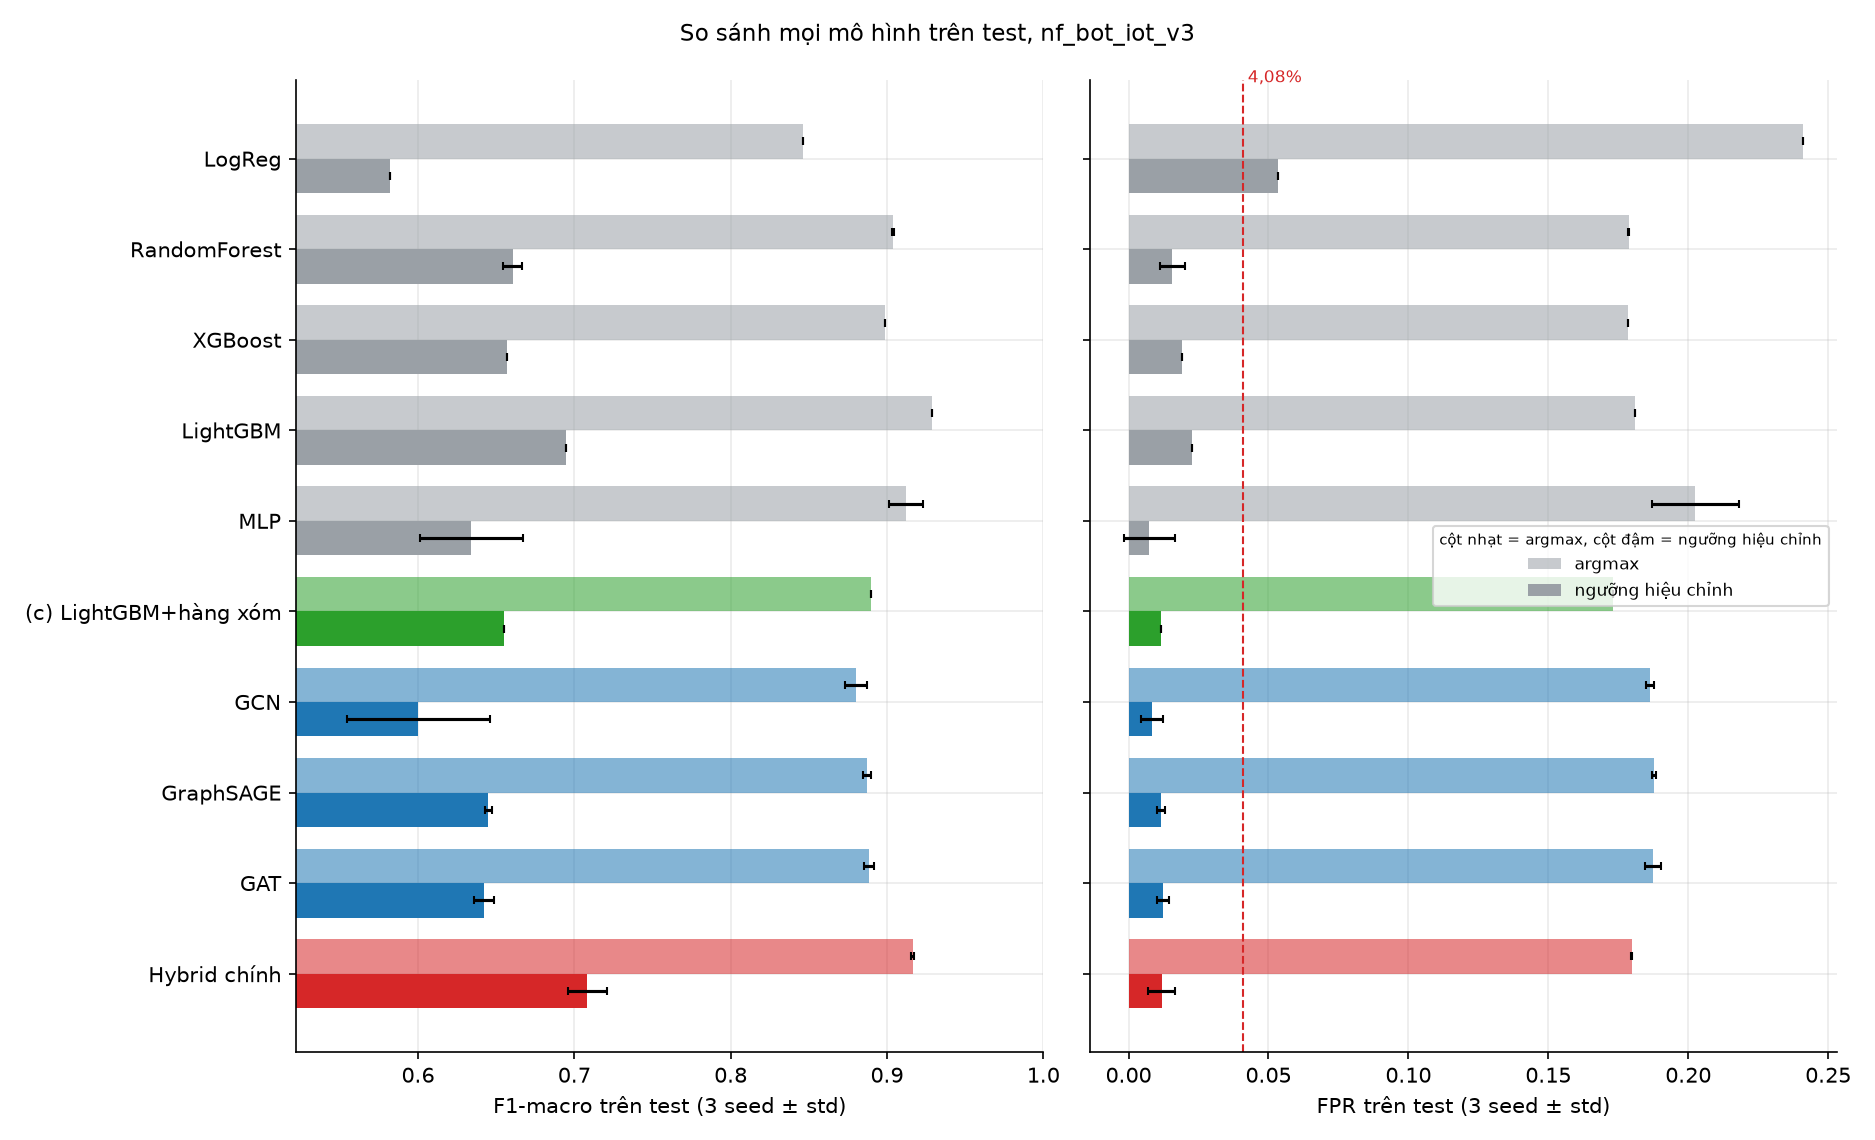 So sánh mọi mô hình trên test, nf_bot_iot_v3
4,08%
LogReg
RandomForest
XGBoost
LightGBM
MLP
(c) LightGBM+hàng xóm
GCN
GraphSAGE
GAT
Hybrid chính
cột nhạt = argmax, cột đậm = ngưỡng hiệu chỉnh
argmax
ngưỡng hiệu chỉnh
0.6 0.7 0.8 0.9 1.0
F1-macro trên test (3 seed ± std)
0.00 0.05 0.10 0.15 0.20 0.25
FPR trên test (3 seed ± std)